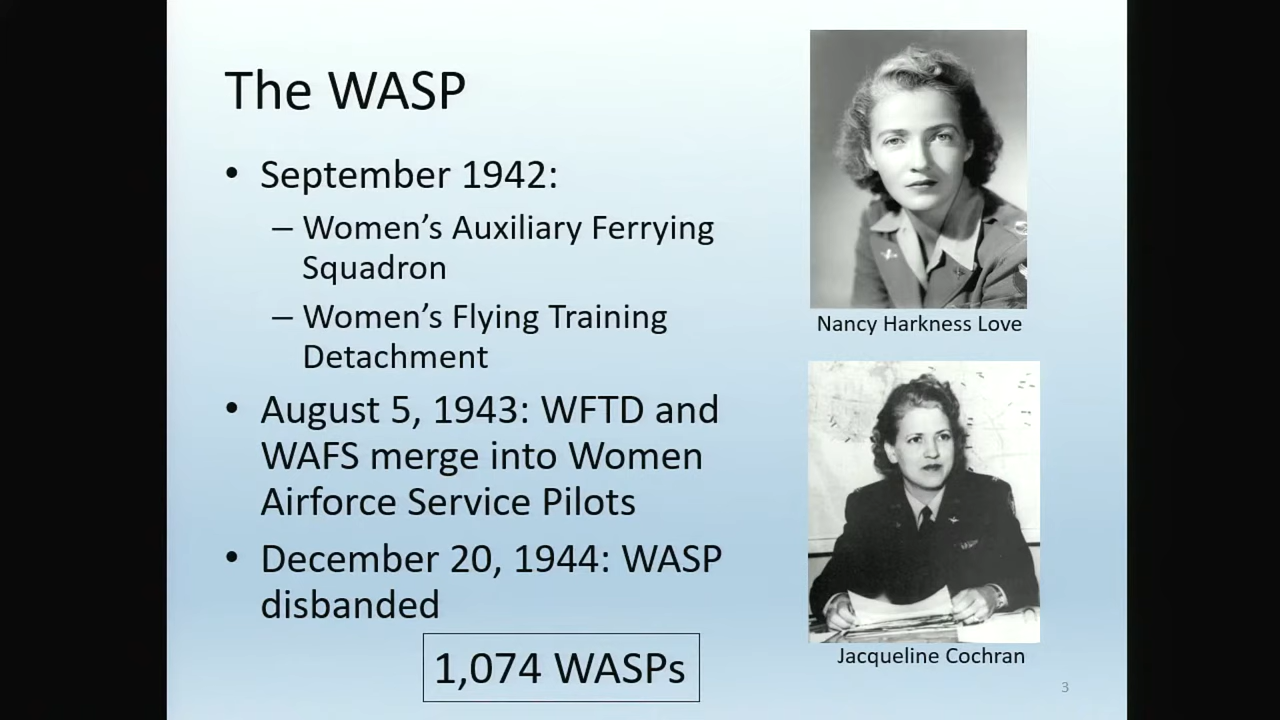 The WASP
• September 1942:
– Women’s Auxiliary Ferrying
Squadron
– Women’s Flying Training
Detachment
• August 5, 1943: WFTD and
WAFS merge into Women
Airforce Service Pilots
• December 20, 1944: WASP
disbanded
1,074 WASPs
Nancy Harkness Love
Jacqueline Cochran
3